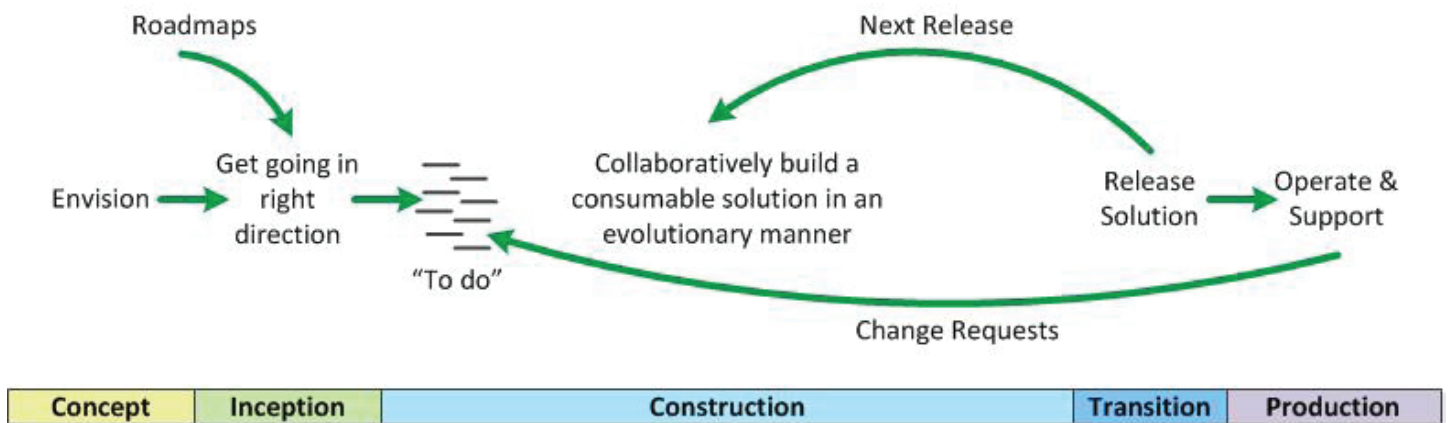 Roadmaps
Next Release
Envision
Get going in
right
direction
“To do”
Collaboratively build a
consumable solution in an
evolutionary manner
Release
Solution
Operate &
Support
Change Requests
Concept
Inception
Construction
Transition
Production